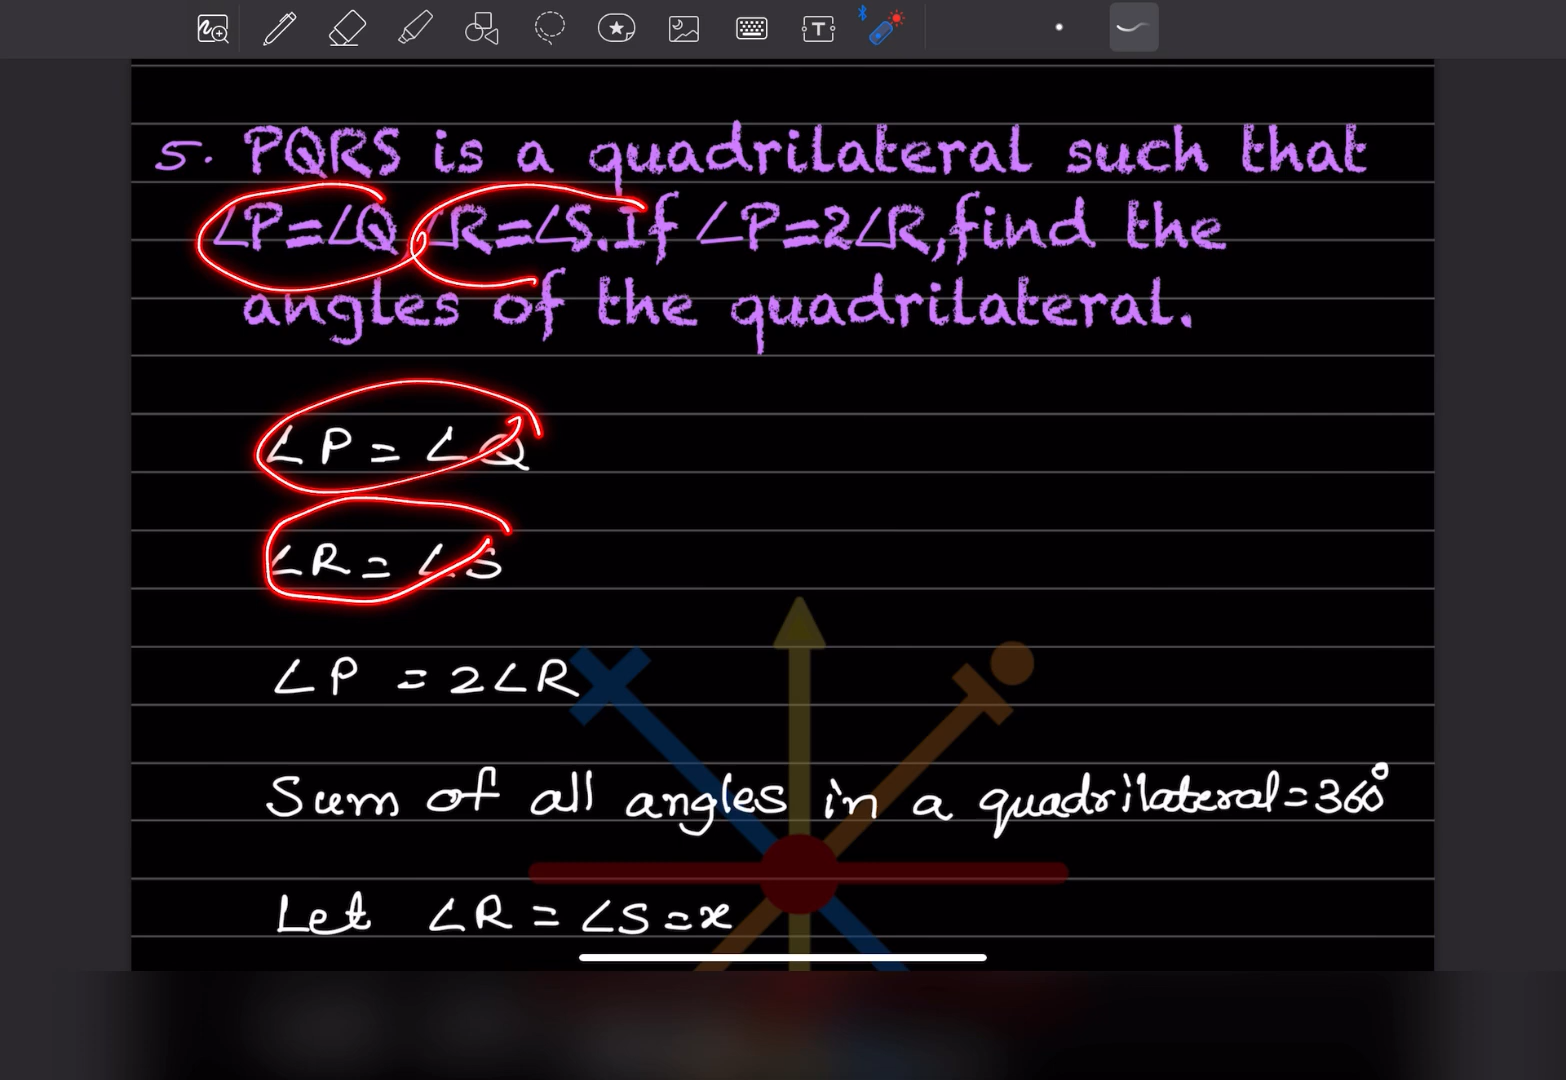 5. PQRS is a quadrilateral such that
∠P=∠Q, ∠R=∠S. If ∠P=2∠R, find the
angles of the quadrilateral.
∠P = ∠Q
∠R = ∠S
∠P = 2∠R
Sum of all angles in a quadrilateral = 360°
Let ∠R = ∠S = x